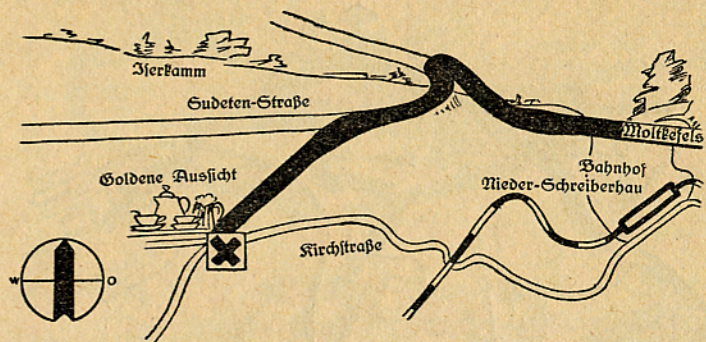 Iserkamm
Sudeten-Straße
Moltkefels
Goldene Aussicht
Bahnhof
Nieder-Schreiberhau
Kirchstraße
W
O